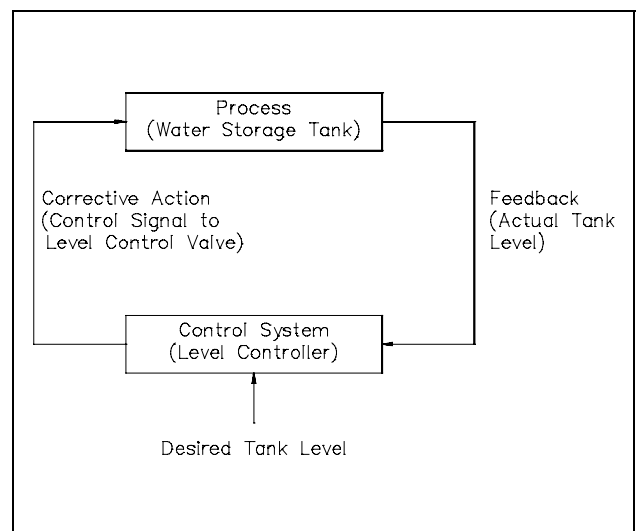 Process
(Water Storage Tank)
Corrective Action
(Control Signal to
Level Control Valve)
Feedback
(Actual Tank
Level)
Control System
(Level Controller)
Desired Tank Level